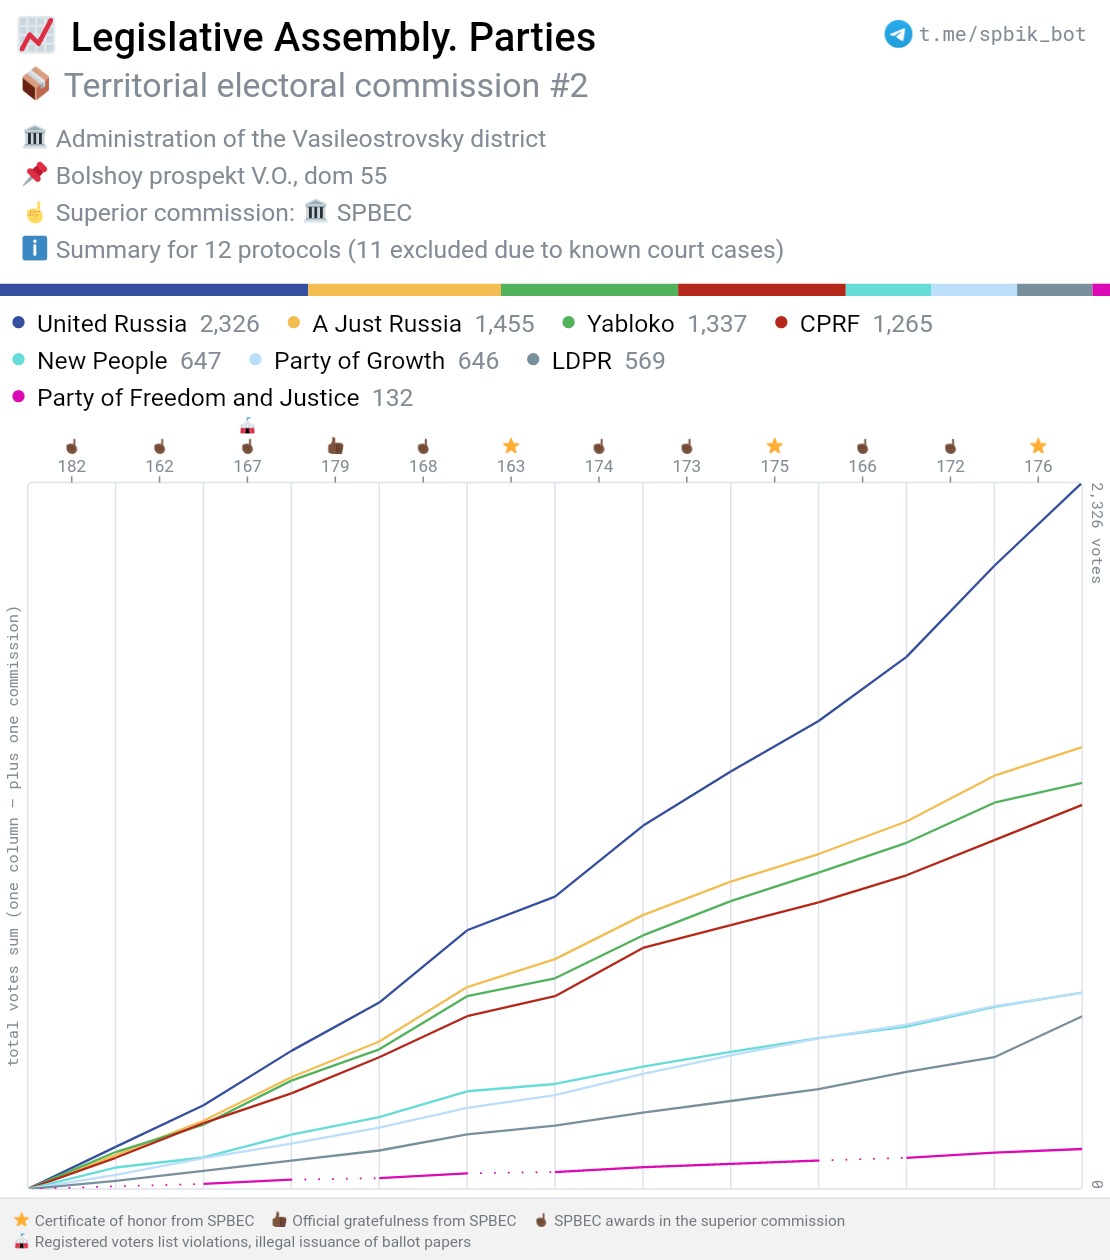 Legislative Assembly. Parties
t.me/spbik_bot
Territorial electoral commission #2
Administration of the Vasileostrovsky district
Bolshoy prospekt V.O., dom 55
Superior commission: SPBEC
Summary for 12 protocols (11 excluded due to known court cases)
United Russia 2,326 A Just Russia 1,455 Yabloko 1,337 CPRF 1,265
New People 647 Party of Growth 646 LDPR 569
Party of Freedom and Justice 132
182 162 167 179 168 163 174 173 175 166 172 176
2,326 votes
total votes sum (one column — plus one commission)
0
Certificate of honor from SPBEC Official gratefulness from SPBEC SPBEC awards in the superior commission
Registered voters list violations, illegal issuance of ballot papers